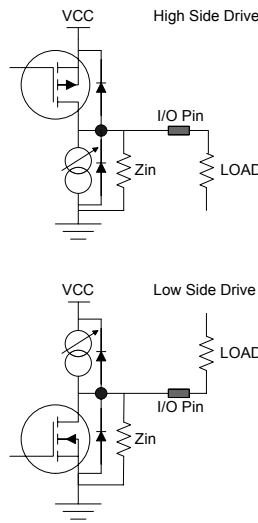 VCC High Side Drive
I/O Pin
Zin
LOAD
VCC Low Side Drive
LOAD
I/O Pin
Zin